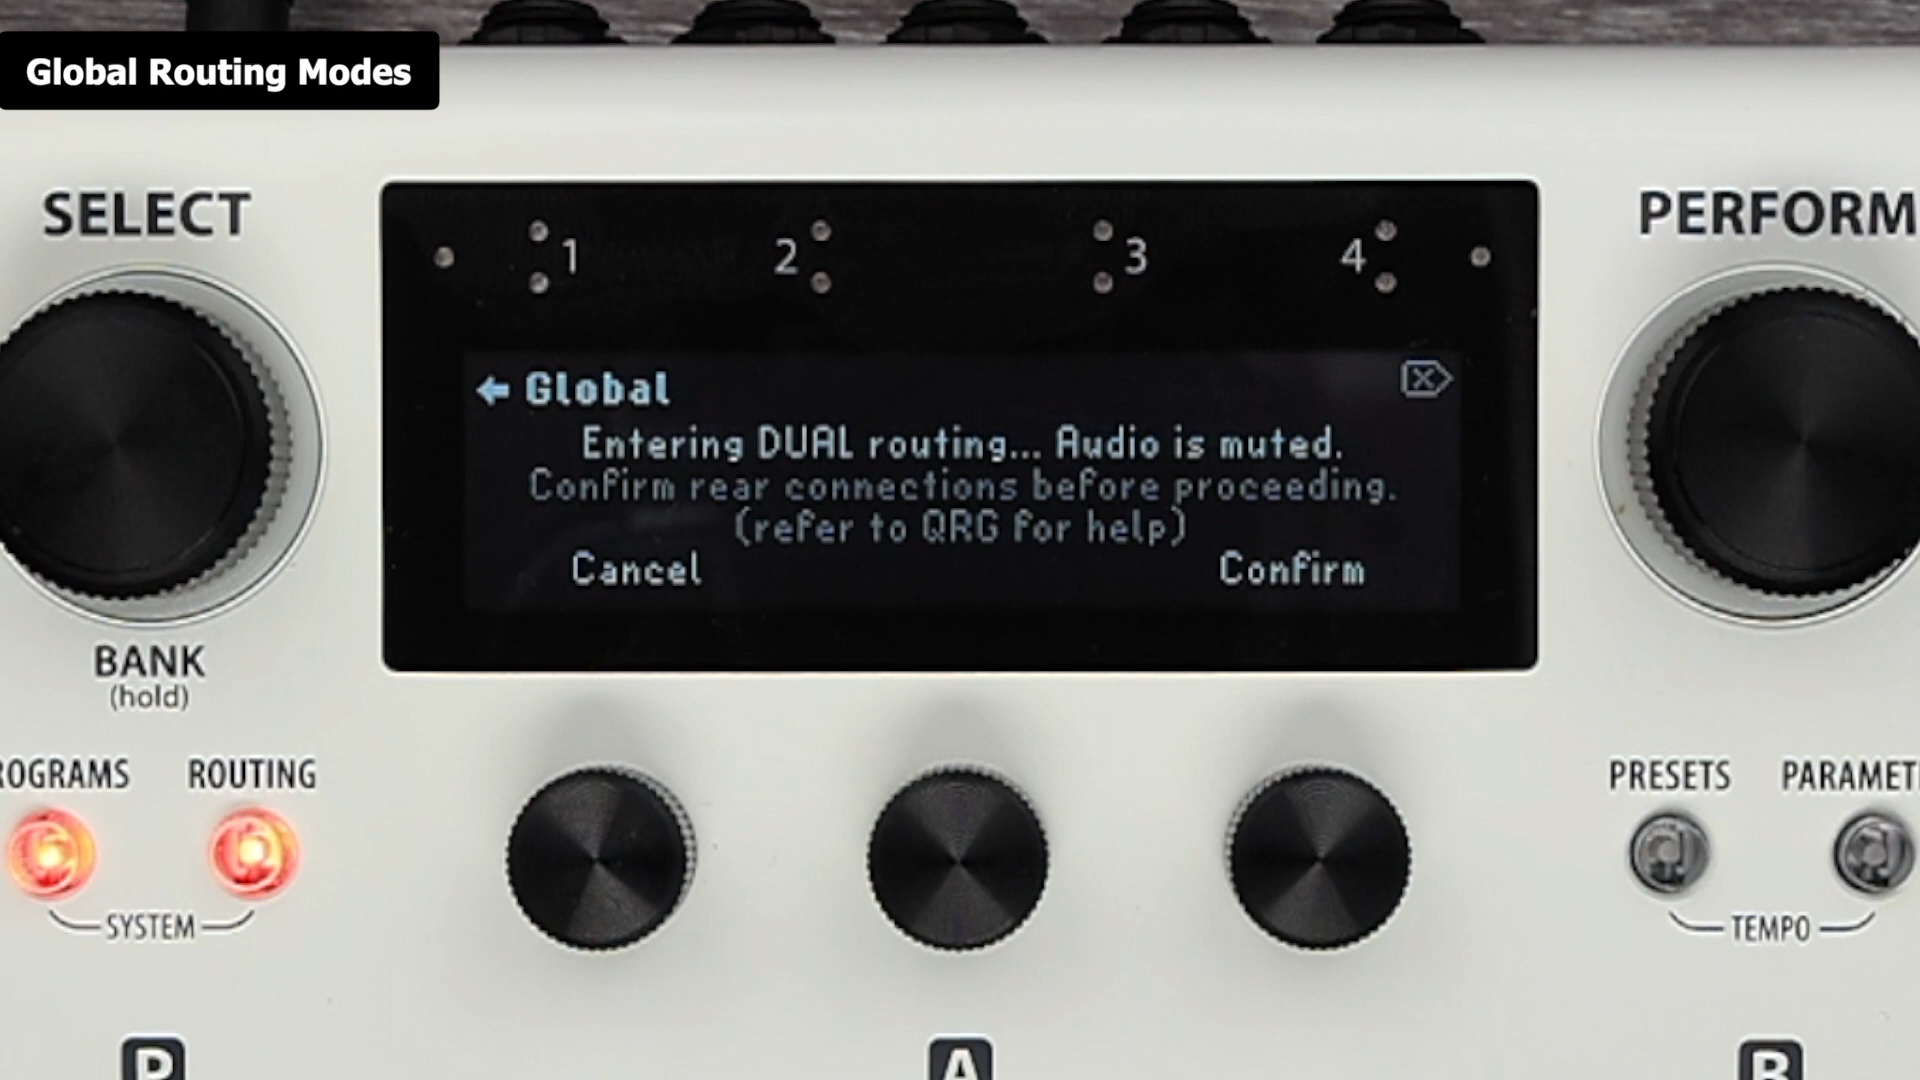 Global Routing Modes
SELECT
PERFORM
1 2 3 4
← Global
Entering DUAL routing... Audio is muted.
Confirm rear connections before proceeding.
(refer to QRG for help)
Cancel Confirm
BANK
(hold)
ROGRAMS ROUTING
PRESETS PARAMET
SYSTEM
TEMPO
P A B